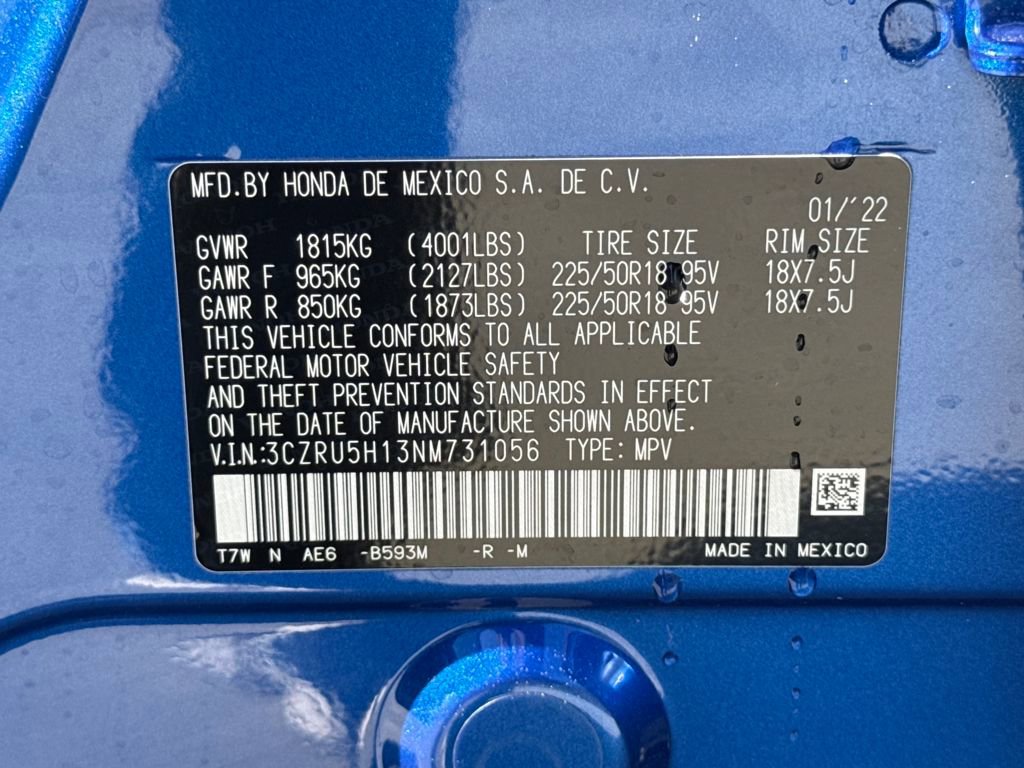 MFD.BY HONDA DE MEXICO S.A. DE C.V.
01/'22
GVWR 1815KG (4001LBS) TIRE SIZE RIM SIZE
GAWR F 965KG (2127LBS) 225/50R18 95V 18X7.5J
GAWR R 850KG (1873LBS) 225/50R18 95V 18X7.5J
THIS VEHICLE CONFORMS TO ALL APPLICABLE
FEDERAL MOTOR VEHICLE SAFETY
AND THEFT PREVENTION STANDARDS IN EFFECT
ON THE DATE OF MANUFACTURE SHOWN ABOVE.
V.I.N.:3CZRU5H13NM731056 TYPE: MPV
T7W N AE6 -B593M -R -M MADE IN MEXICO